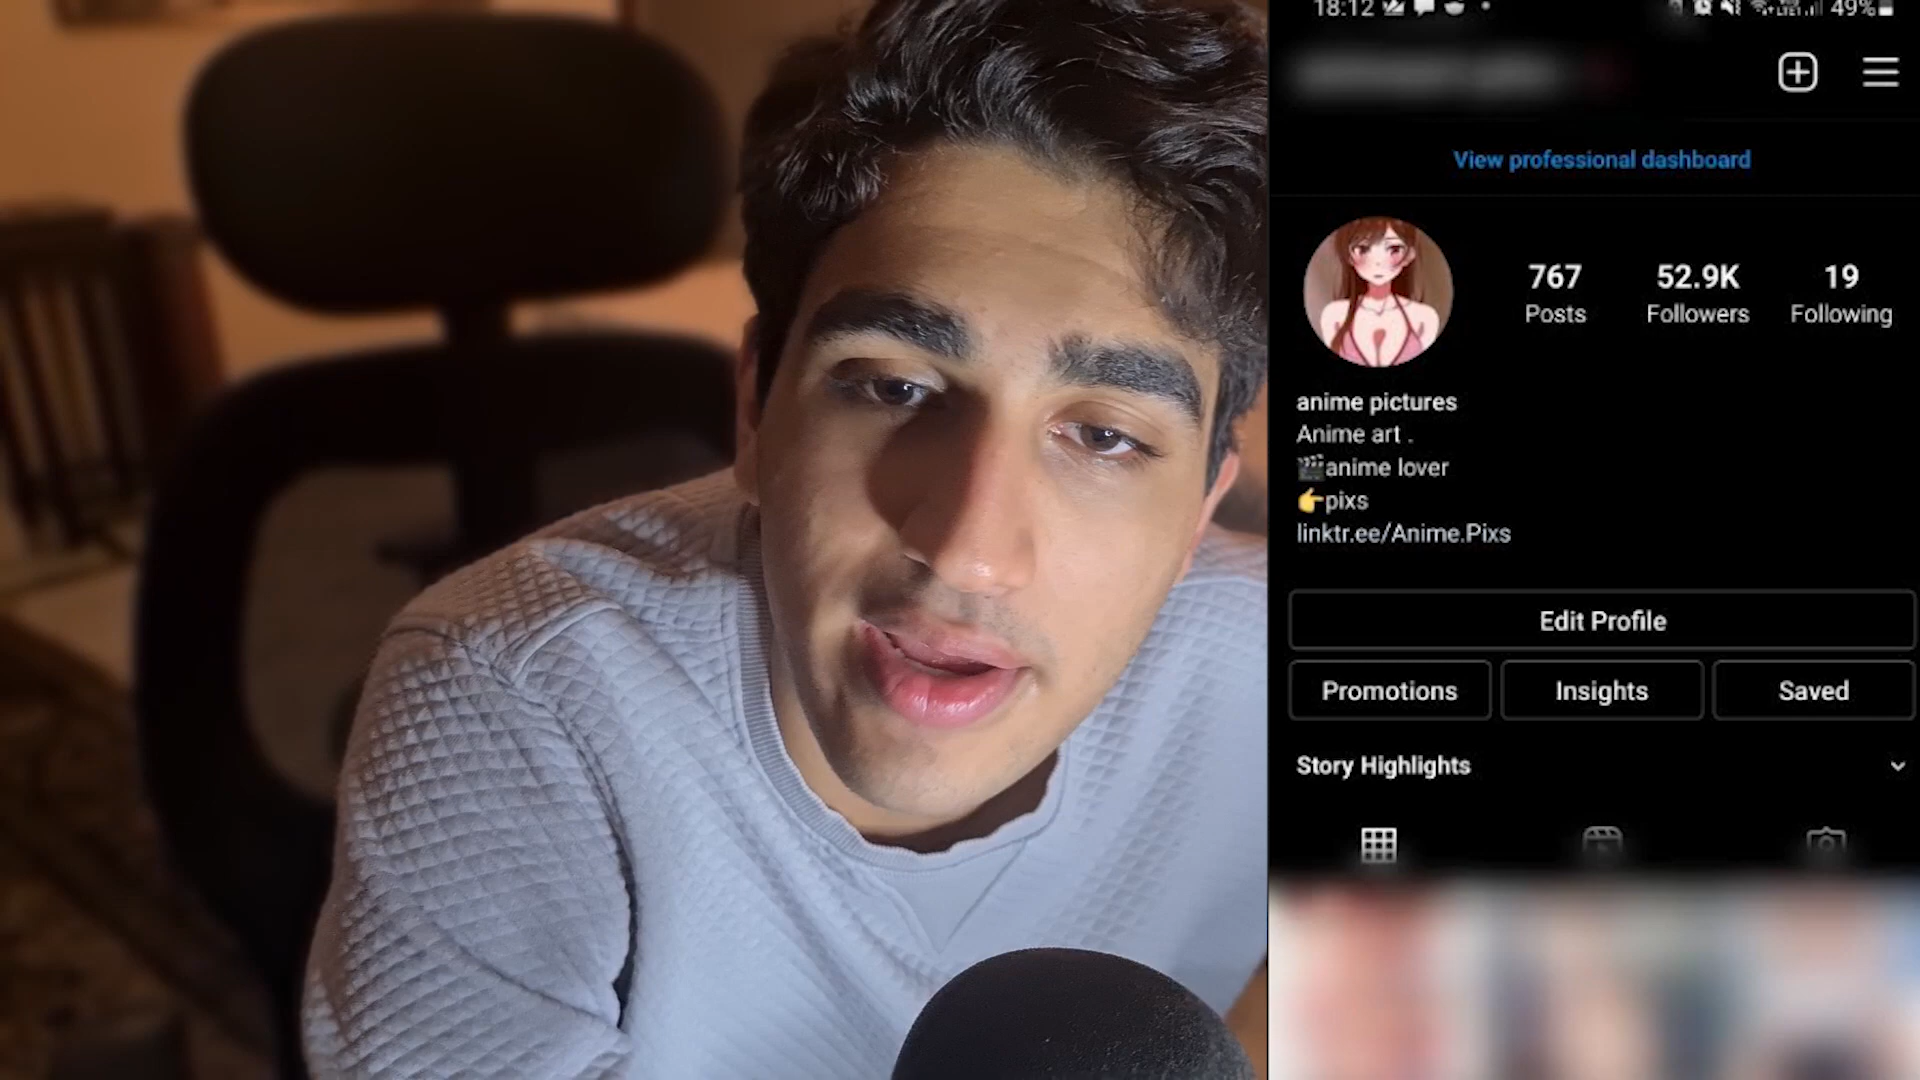 18:12
49%
View professional dashboard
767
Posts
52.9K
Followers
19
Following
anime pictures
Anime art .
🎬anime lover
👉pixs
linktr.ee/Anime.Pixs
Edit Profile
Promotions
Insights
Saved
Story Highlights